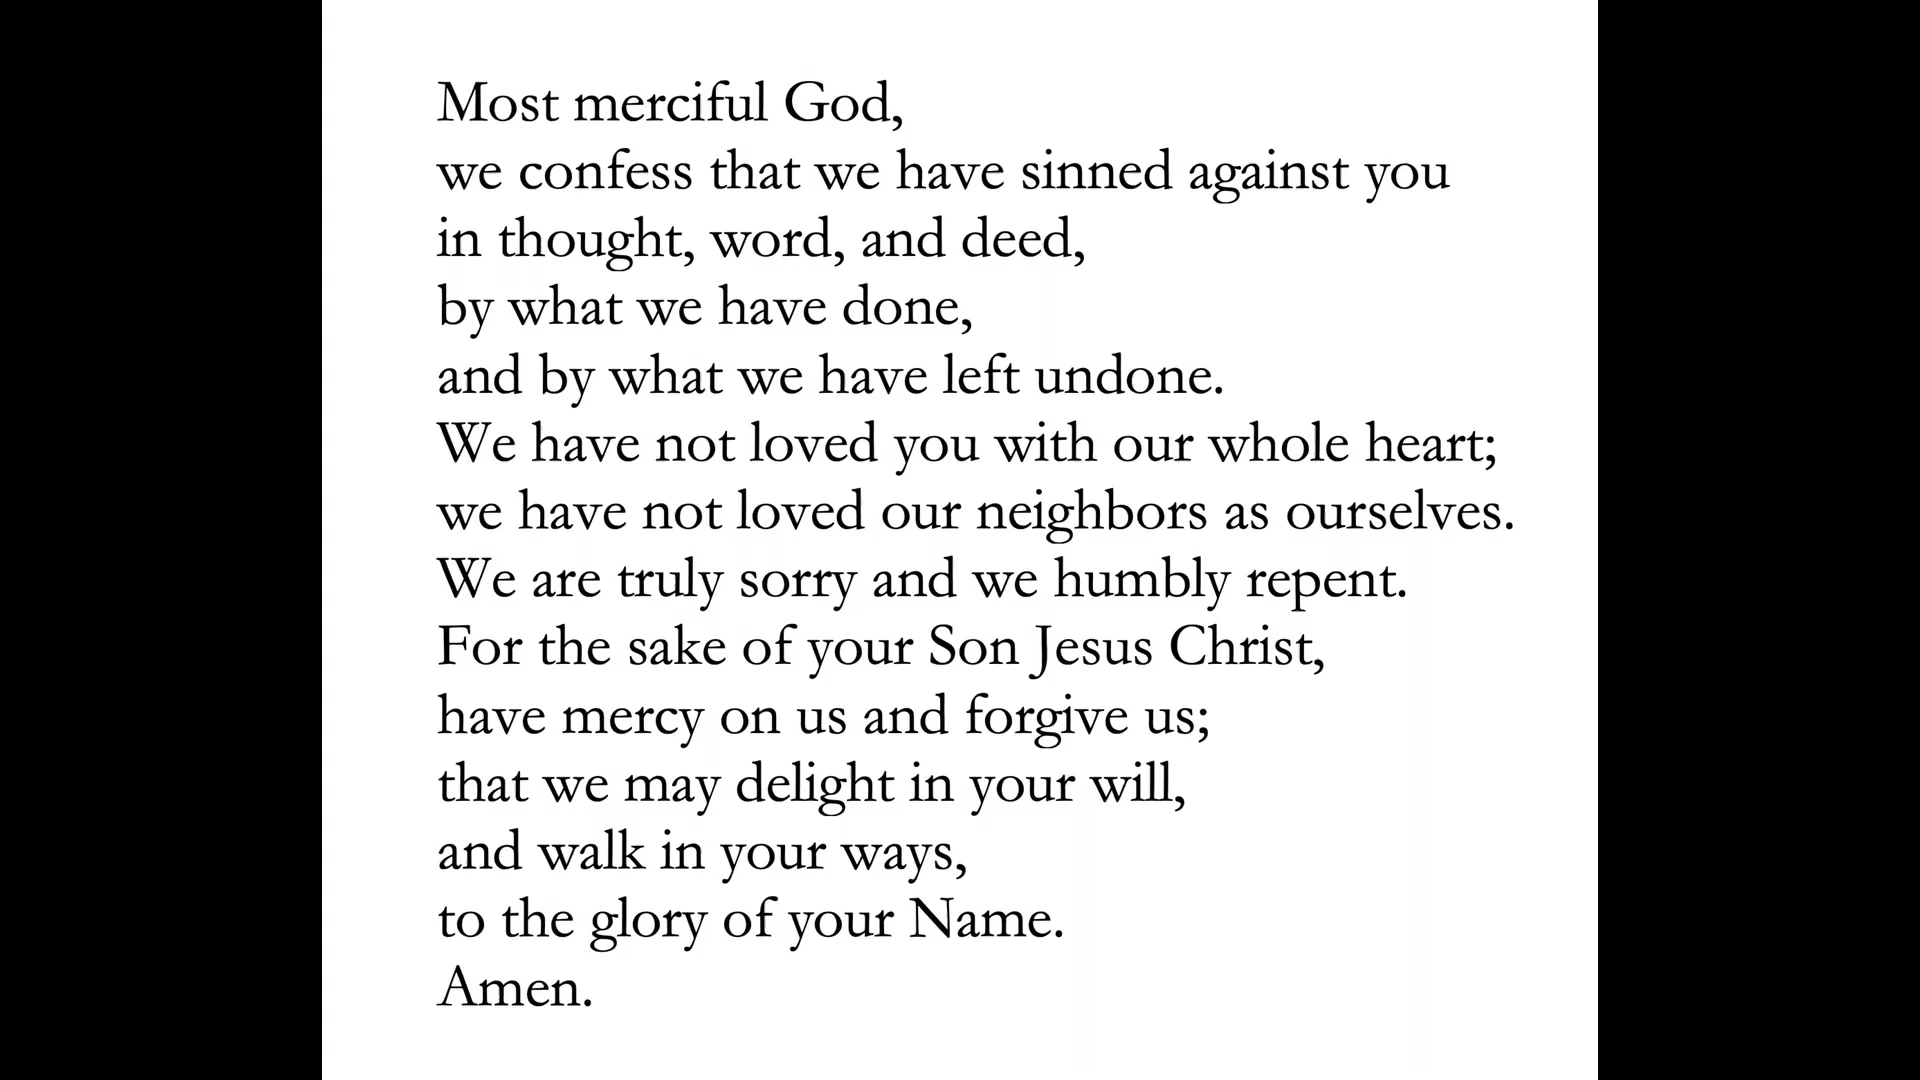 Most merciful God,
we confess that we have sinned against you
in thought, word, and deed,
by what we have done,
and by what we have left undone.
We have not loved you with our whole heart;
we have not loved our neighbors as ourselves.
We are truly sorry and we humbly repent.
For the sake of your Son Jesus Christ,
have mercy on us and forgive us;
that we may delight in your will,
and walk in your ways,
to the glory of your Name.
Amen.